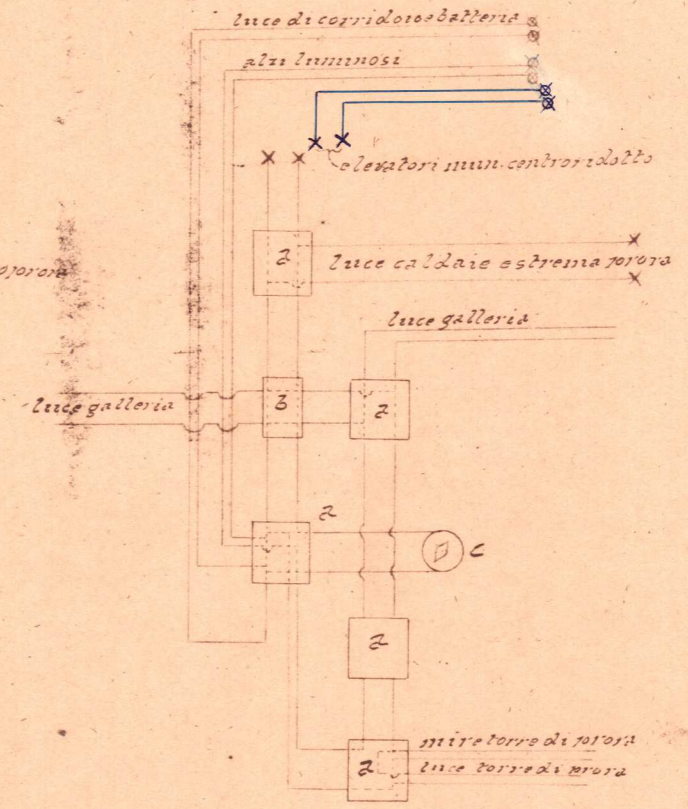 luce di corridoio e batteria
alzi luminosi
elevatori mun. centro ridotto
a
luce caldaie estrema prora
prora
luce galleria
luce galleria
b
a
a
c
a
mire torre di prora
a
luce torre di prora